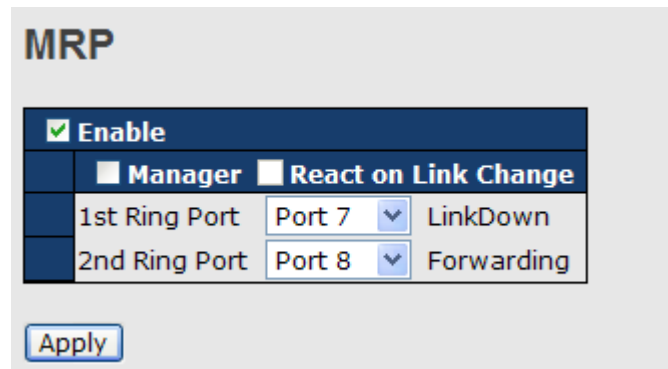 MRP
Enable
Manager React on Link Change
1st Ring Port Port 7 LinkDown
2nd Ring Port Port 8 Forwarding
Apply